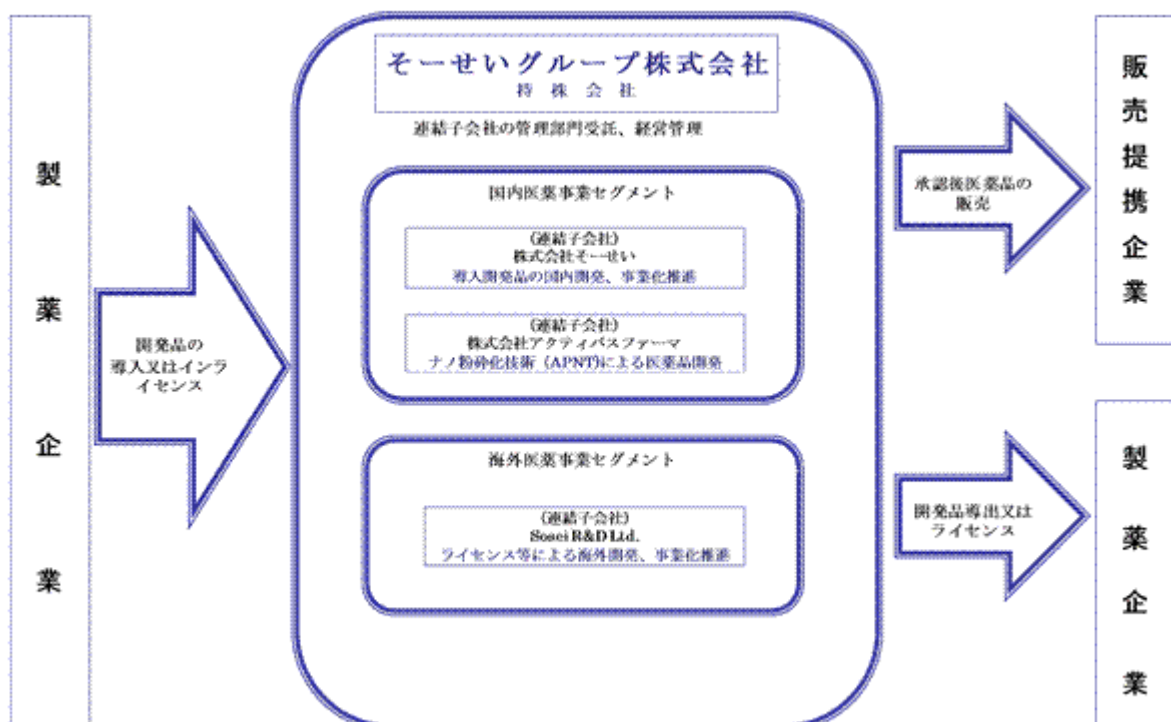 製薬企業
開発品の
導入又はインラ
イセンス
そーせいグループ株式会社
持株会社
連結子会社の管理部門受託、経営管理
国内医薬事業セグメント
(連結子会社)
株式会社そーせい
導入開発品の国内開発、事業化推進
(連結子会社)
株式会社アクティバスファーマ
ナノ粉砕化技術 (APNT)による医薬品開発
海外医薬事業セグメント
(連結子会社)
Sosei R&D Ltd.
ライセンス等による海外開発、事業化推進
承認後医薬品の
販売
販売提携企業
開発品導出又は
ライセンス
製薬企業